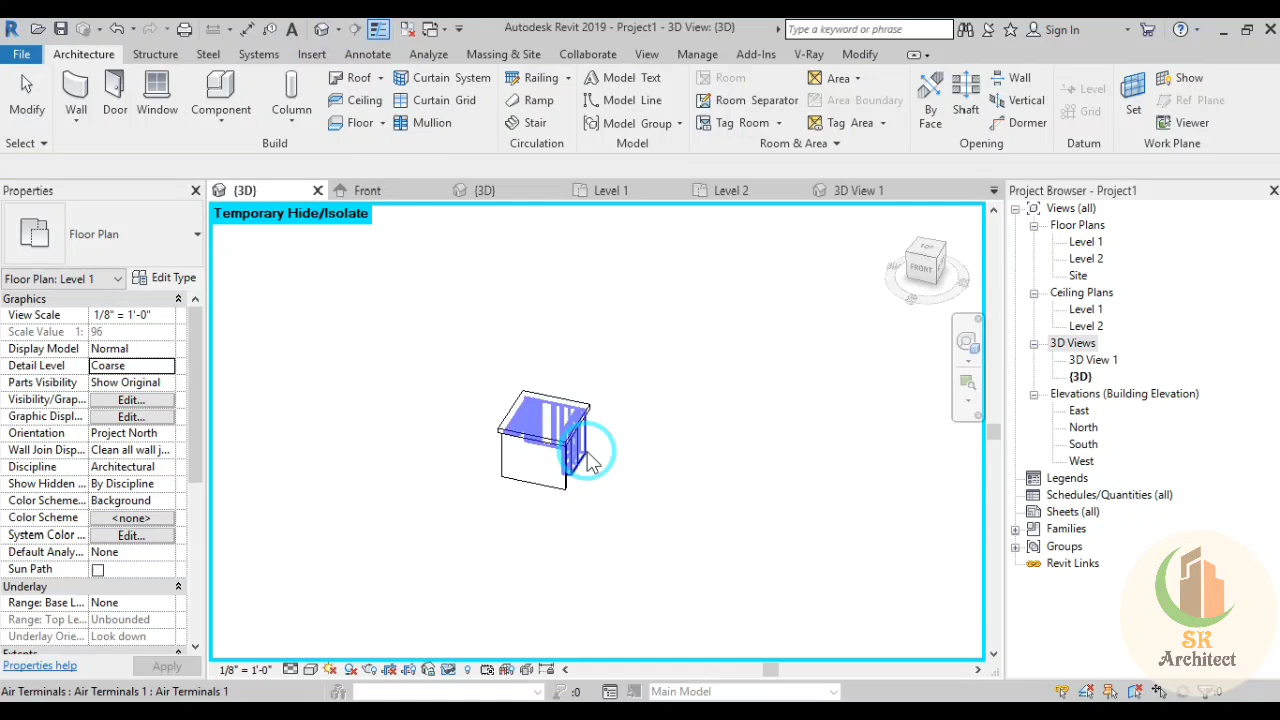 Autodesk Revit 2019 - Project1 - 3D View: {3D}
Type a keyword or phrase
Sign In
File Architecture Structure Steel Systems Insert Annotate Analyze Massing & Site Collaborate View Manage Add-Ins V-Ray Modify
Modify Wall Door Window Component Column
Roof Curtain System Railing Model Text Room Area
Ceiling Curtain Grid Ramp Model Line Room Separator Area Boundary
Floor Mullion Stair Model Group Tag Room Tag Area
By Face Shaft Wall Vertical Dormer
Level Grid
Set Show Ref Plane Viewer
Select Build Circulation Model Room & Area Opening Datum Work Plane
Properties
{3D} Front {3D} Level 1 Level 2 3D View 1
Project Browser - Project1
Temporary Hide/Isolate
Floor Plan
Floor Plan: Level 1 Edit Type
Graphics
View Scale 1/8" = 1'-0"
Scale Value 1: 96
Display Model Normal
Detail Level Coarse
Parts Visibility Show Original
Visibility/Grap... Edit...
Graphic Displ... Edit...
Orientation Project North
Wall Join Disp... Clean all wall j...
Discipline Architectural
Show Hidden ... By Discipline
Color Scheme... Background
Color Scheme <none>
System Color ... Edit...
Default Analy... None
Sun Path
Underlay
Range: Base L... None
Range: Top Le... Unbounded
Underlay Orie... Look down
Extents
Properties help Apply
TOP
FRONT
Views (all)
Floor Plans
Level 1
Level 2
Site
Ceiling Plans
Level 1
Level 2
3D Views
3D View 1
{3D}
Elevations (Building Elevation)
East
North
South
West
Legends
Schedules/Quantities (all)
Sheets (all)
Families
Groups
Revit Links
SK
Architect
1/8" = 1'-0"
Air Terminals : Air Terminals 1 : Air Terminals 1
:0
Main Model
:0